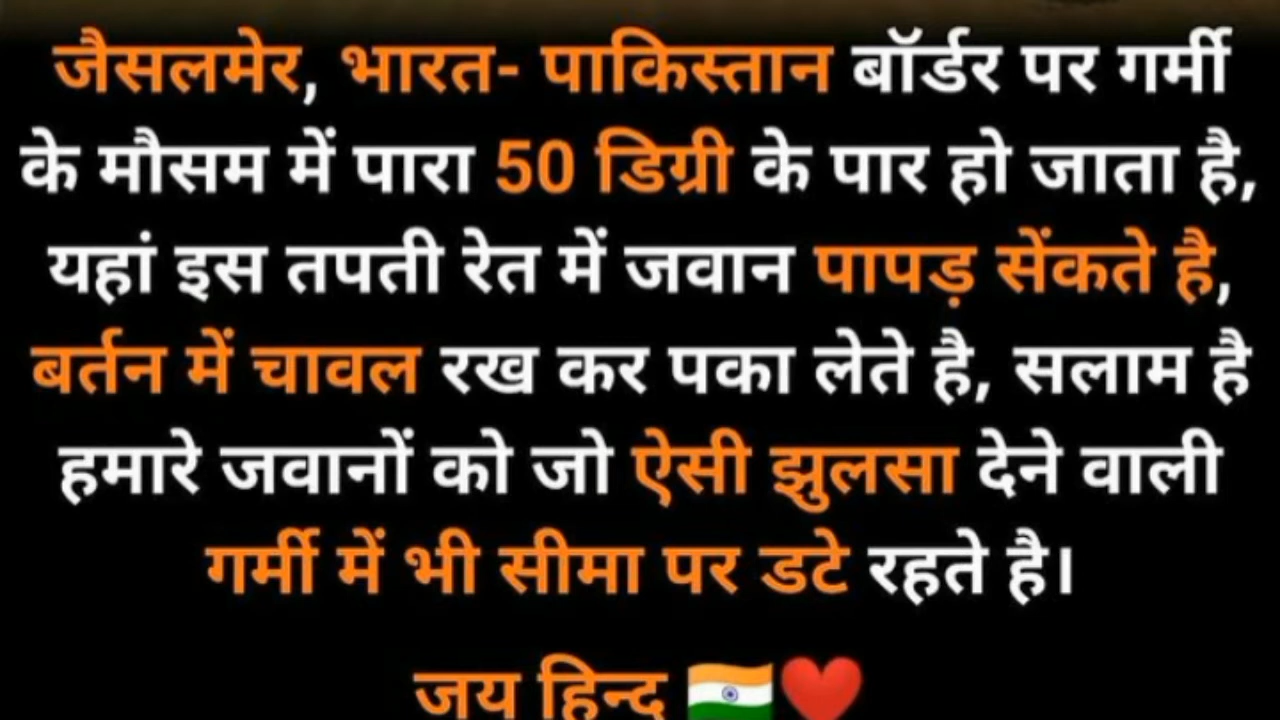 जैसलमेर, भारत- पाकिस्तान बॉर्डर पर गर्मी
के मौसम में पारा 50 डिग्री के पार हो जाता है,
यहां इस तपती रेत में जवान पापड़ सेंकते है,
बर्तन में चावल रख कर पका लेते है, सलाम है
हमारे जवानों को जो ऐसी झुलसा देने वाली
गर्मी में भी सीमा पर डटे रहते है।
जय हिन्द 🇮🇳❤️